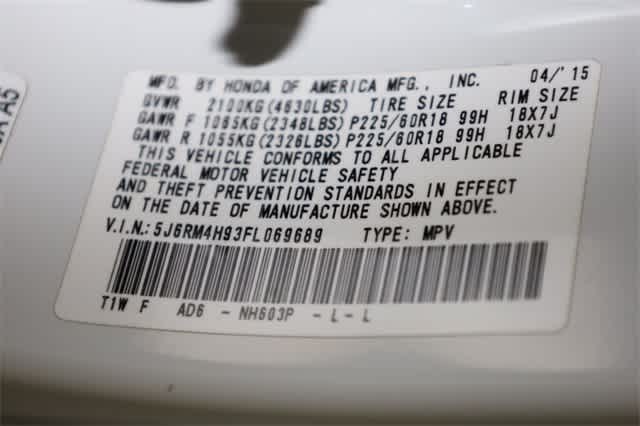 MFD. BY HONDA OF AMERICA MFG., INC. 04/'15
GVWR 2100KG(4630LBS) TIRE SIZE RIM SIZE
GAWR F 1065KG(2348LBS) P225/60R18 99H 18X7J
GAWR R 1055KG(2326LBS) P225/60R18 99H 18X7J
THIS VEHICLE CONFORMS TO ALL APPLICABLE
FEDERAL MOTOR VEHICLE SAFETY
AND THEFT PREVENTION STANDARDS IN EFFECT
ON THE DATE OF MANUFACTURE SHOWN ABOVE.
V.I.N.: 5J6RM4H93FL069689 TYPE: MPV
T1W F AD6 - NH603P - L - L
A5